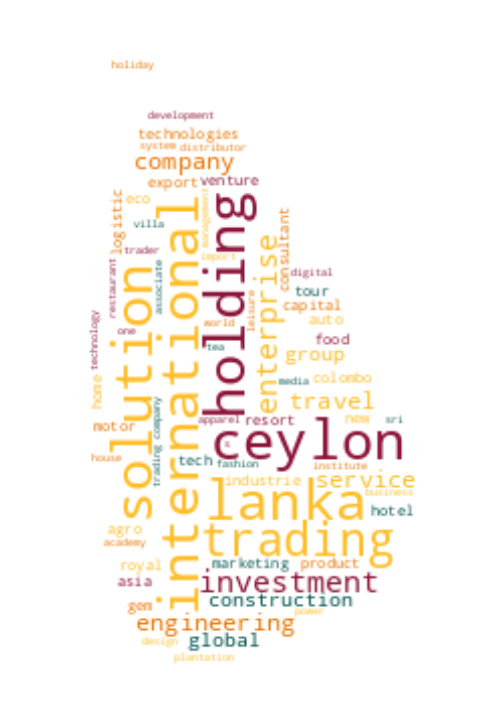 holiday
development
technologies
system distributor
company
export venture
eco
logistic
villa
management
consultant
holding
international
solution
enterprise
trader
import
restaurant
associate
digital
tour
leisure
capital
technology
one
world
auto
food
tea
group
home
media colombo
travel
trading company
apparel resort
new sri
motor
ceylon
s
house
tech fashion
institute
service
industrie
business
lanka
hotel
agro
trading
academy
royal
marketing product
asia
investment
gem
construction
power
engineering
design
global
plantation